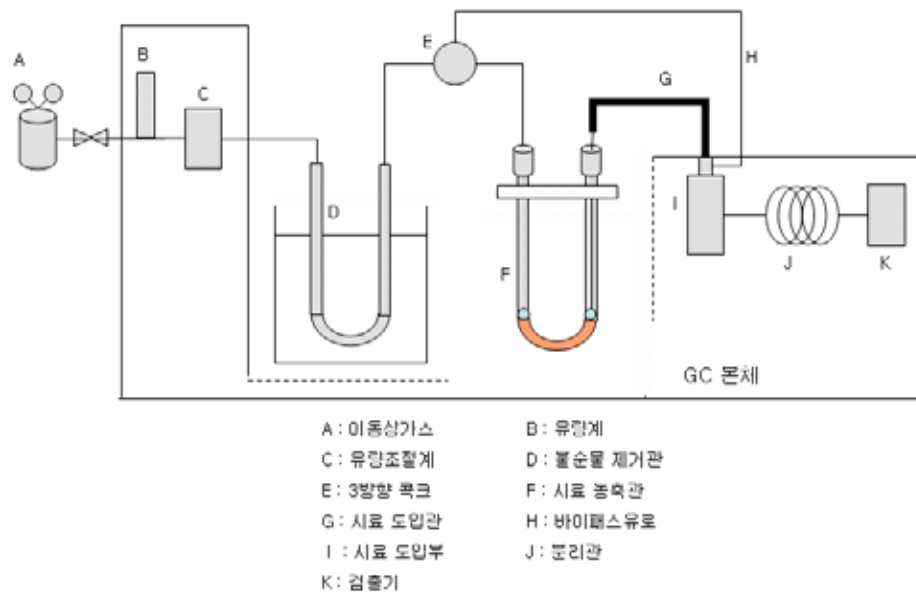 A
B
C
D
E
F
G
H
I
J
K
GC 본체
A : 이동상가스 B : 유량계
C : 유량조절계 D : 불순물 제거관
E : 3방향 콕크 F : 시료 농축관
G : 시료 도입관 H : 바이패스유로
I : 시료 도입부 J : 분리관
K : 검출기